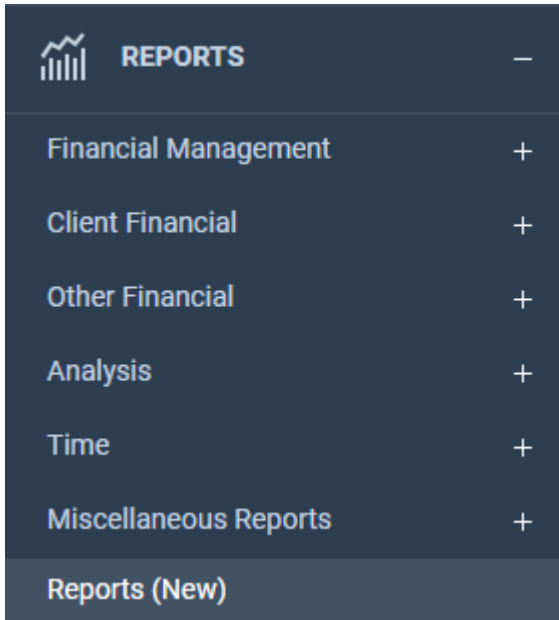 REPORTS −
Financial Management +
Client Financial +
Other Financial +
Analysis +
Time +
Miscellaneous Reports +
Reports (New)